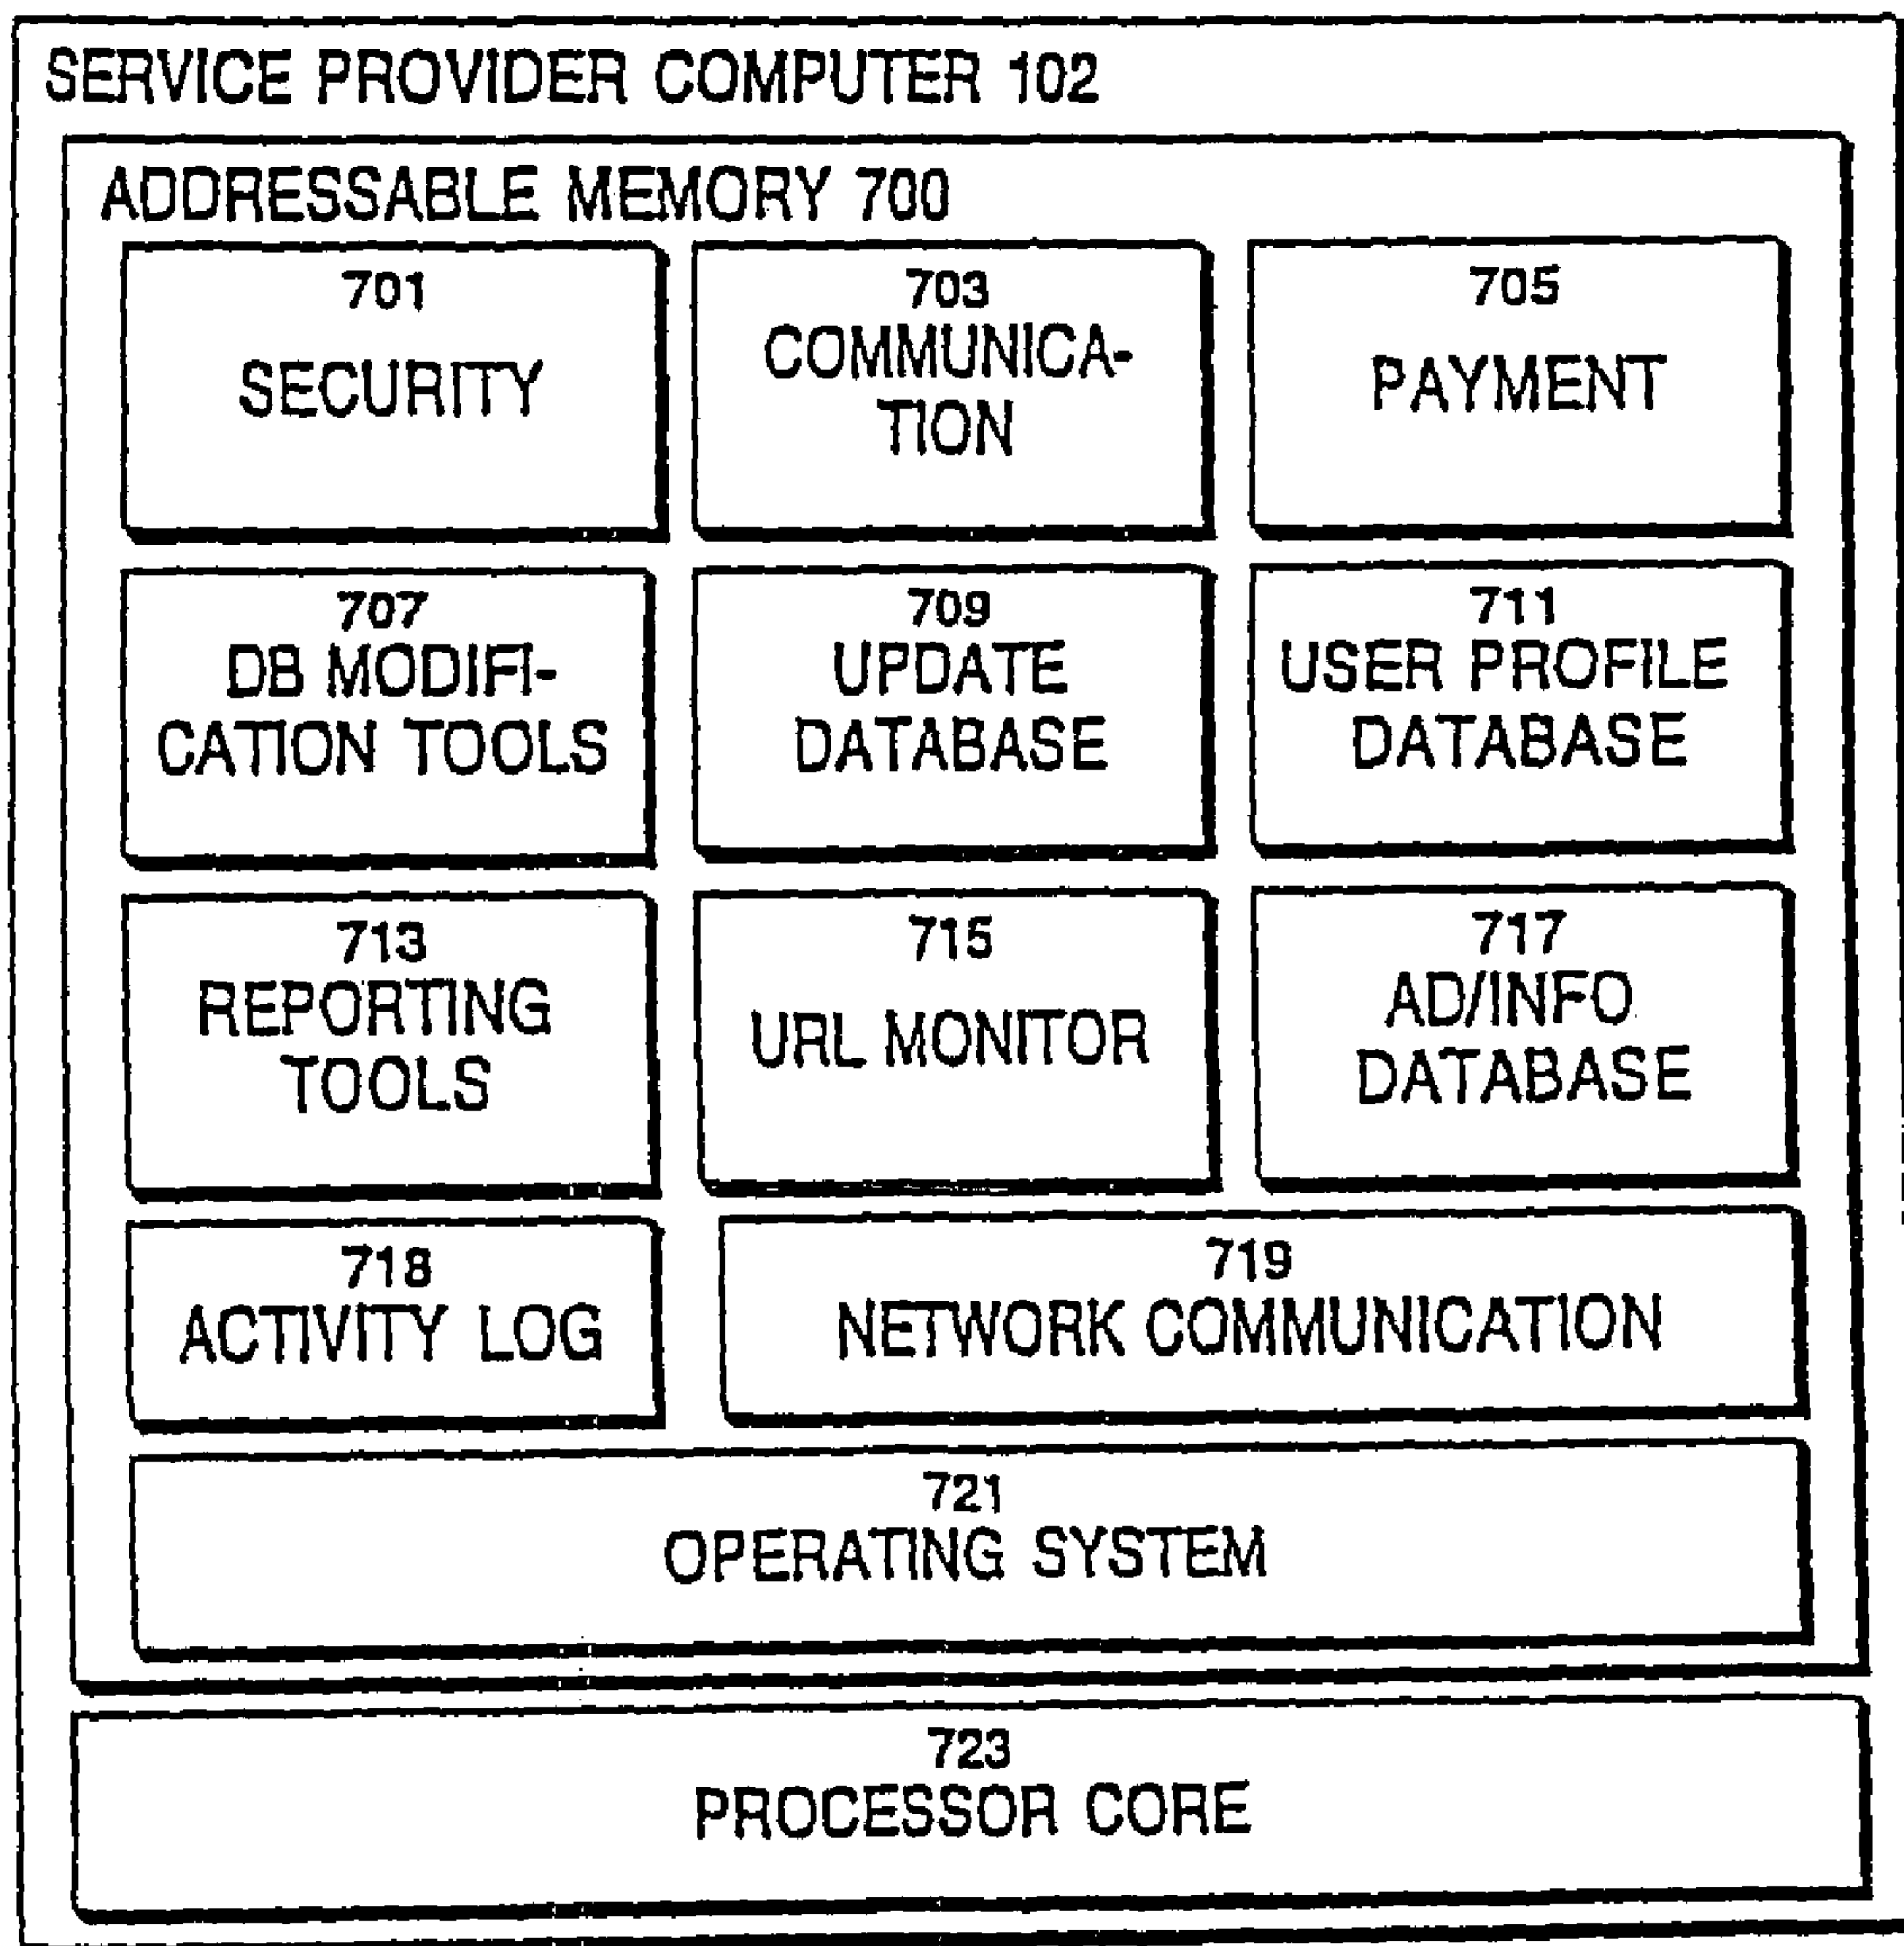 SERVICE PROVIDER COMPUTER 102
ADDRESSABLE MEMORY 700
701
SECURITY
703
COMMUNICA-
TION
705
PAYMENT
707
DB MODIFI-
CATION TOOLS
709
UPDATE
DATABASE
711
USER PROFILE
DATABASE
713
REPORTING
TOOLS
715
URL MONITOR
717
AD/INFO
DATABASE
718
ACTIVITY LOG
719
NETWORK COMMUNICATION
721
OPERATING SYSTEM
723
PROCESSOR CORE